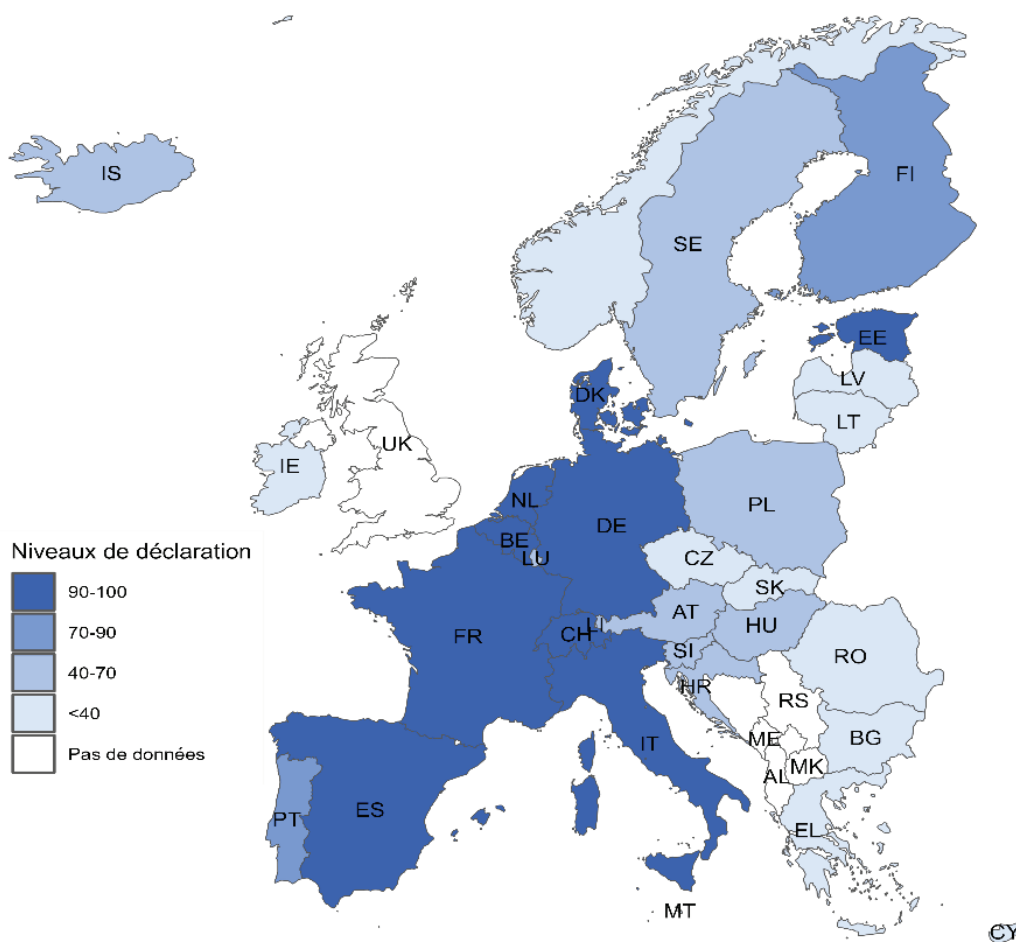 IS
FI
SE
EE
DK
LV
LT
UK
IE
NL
PL
DE
BE
LU
CZ
SK
AT
HU
FR
CH
LI
SI
RO
HR
RS
ME
BG
IT
AL
MK
PT
ES
EL
MT
CY
Niveaux de déclaration
90-100
70-90
40-70
<40
Pas de données